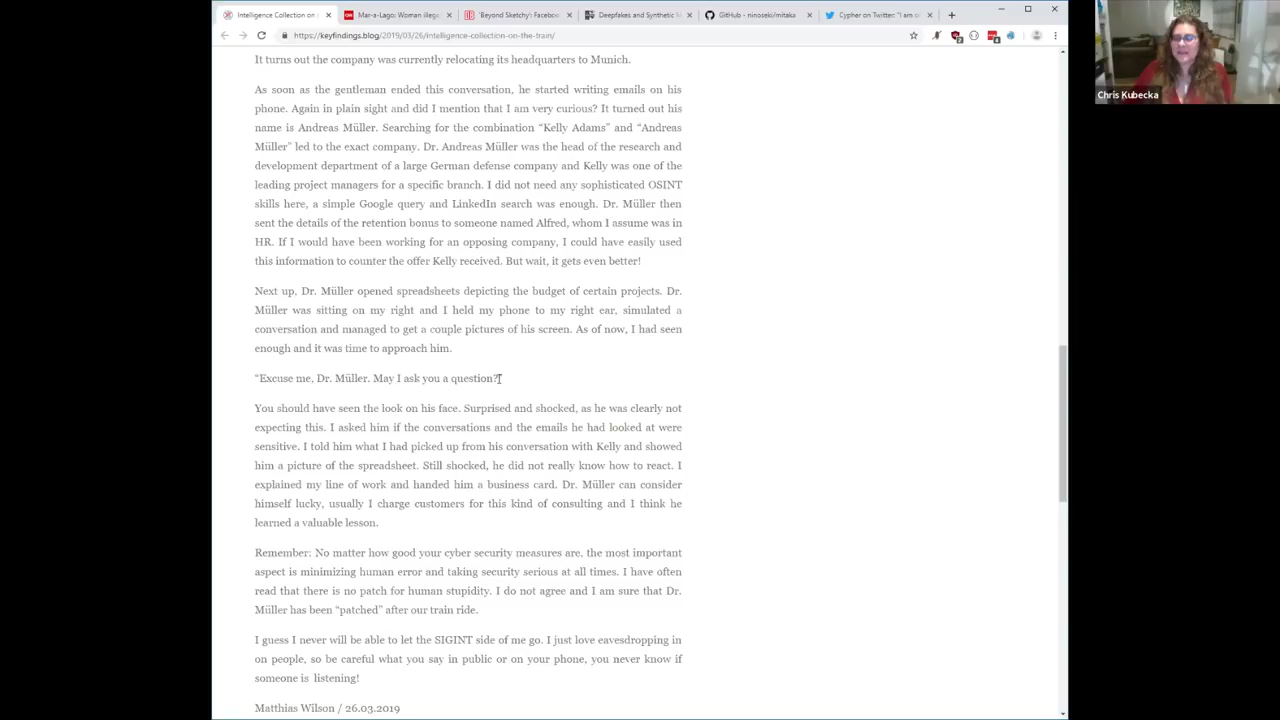 Intelligence Collection on
Mar-a-Lago: Woman illega
'Beyond Sketchy': Facebook
Deepfakes and Synthetic M
GitHub - ninoseki/mitaka
Cypher on Twitter: "I am o
https://keyfindings.blog/2019/03/26/intelligence-collection-on-the-train/
Chris Kubecka
It turns out the company was currently relocating its headquarters to Munich.
As soon as the gentleman ended this conversation, he started writing emails on his
phone. Again in plain sight and did I mention that I am very curious? It turned out his
name is Andreas Müller. Searching for the combination “Kelly Adams” and “Andreas
Müller” led to the exact company. Dr. Andreas Müller was the head of the research and
development department of a large German defense company and Kelly was one of the
leading project managers for a specific branch. I did not need any sophisticated OSINT
skills here, a simple Google query and LinkedIn search was enough. Dr. Müller then
sent the details of the retention bonus to someone named Alfred, whom I assume was in
HR. If I would have been working for an opposing company, I could have easily used
this information to counter the offer Kelly received. But wait, it gets even better!
Next up, Dr. Müller opened spreadsheets depicting the budget of certain projects. Dr.
Müller was sitting on my right and I held my phone to my right ear, simulated a
conversation and managed to get a couple pictures of his screen. As of now, I had seen
enough and it was time to approach him.
“Excuse me, Dr. Müller. May I ask you a question?
You should have seen the look on his face. Surprised and shocked, as he was clearly not
expecting this. I asked him if the conversations and the emails he had looked at were
sensitive. I told him what I had picked up from his conversation with Kelly and showed
him a picture of the spreadsheet. Still shocked, he did not really know how to react. I
explained my line of work and handed him a business card. Dr. Müller can consider
himself lucky, usually I charge customers for this kind of consulting and I think he
learned a valuable lesson.
Remember: No matter how good your cyber security measures are, the most important
aspect is minimizing human error and taking security serious at all times. I have often
read that there is no patch for human stupidity. I do not agree and I am sure that Dr.
Müller has been “patched” after our train ride.
I guess I never will be able to let the SIGINT side of me go. I just love eavesdropping in
on people, so be careful what you say in public or on your phone, you never know if
someone is listening!
Matthias Wilson / 26.03.2019